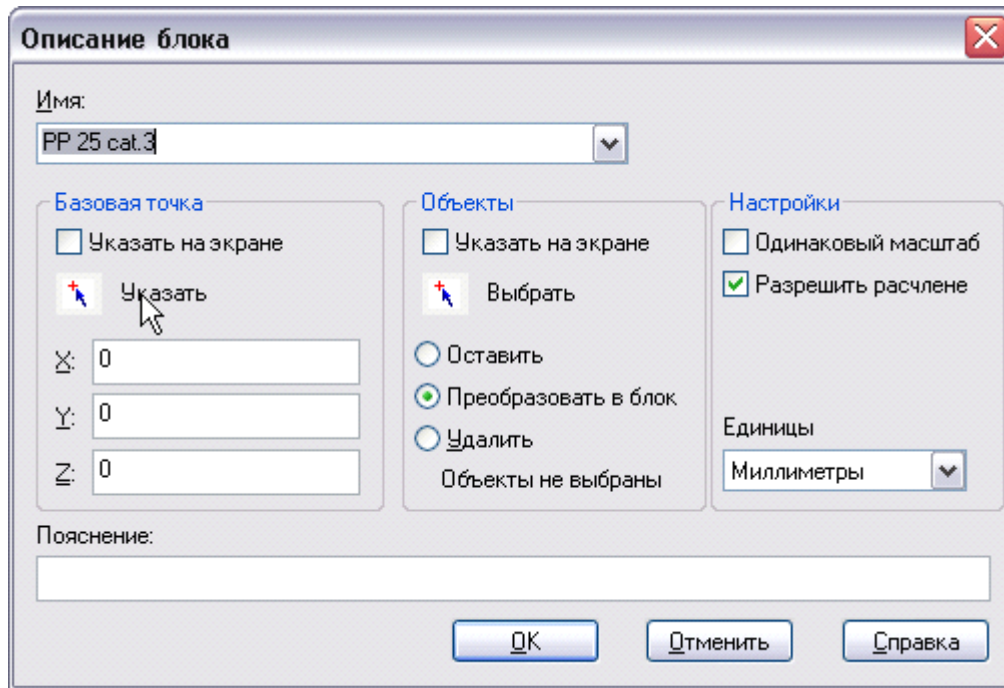 Описание блока
Имя:
PP 25 cat.3
Базовая точка
Указать на экране
Указать
X: 0
Y: 0
Z: 0
Объекты
Указать на экране
Выбрать
Оставить
Преобразовать в блок
Удалить
Объекты не выбраны
Настройки
Одинаковый масштаб
Разрешить расчлене
Единицы
Миллиметры
Пояснение:
OK
Отменить
Справка